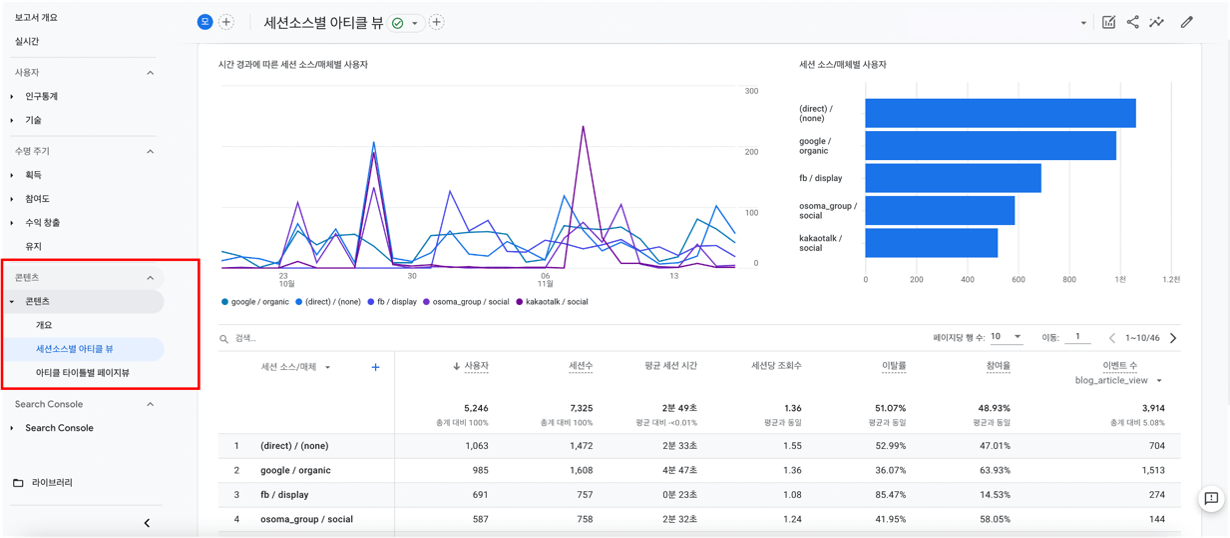 보고서 개요
실시간
사용자
인구통계
기술
수명 주기
획득
참여도
수익 창출
유지
콘텐츠
콘텐츠
개요
세션소스별 아티클 뷰
아티클 타이틀별 페이지뷰
Search Console
Search Console
라이브러리
모
세션소스별 아티클 뷰
시간 경과에 따른 세션 소스/매체별 사용자
300
200
100
0
23
10월
30
06
11월
13
google / organic (direct) / (none) fb / display osoma_group / social kakaotalk / social
세션 소스/매체별 사용자
(direct) /
(none)
google /
organic
fb / display
osoma_group /
social
kakaotalk /
social
0 200 400 600 800 1천 1.2천
검색... 페이지당 행 수: 10 이동: 1 1~10/46
세션 소스/매체 사용자 세션수 평균 세션 시간 세션당 조회수 이탈률 참여율 이벤트 수
blog_article_view
5,246 7,325 2분 49초 1.36 51.07% 48.93% 3,914
총계 대비 100% 총계 대비 100% 평균 대비 -<0.01% 평균과 동일 평균과 동일 평균과 동일 총계 대비 5.08%
1 (direct) / (none) 1,063 1,472 2분 33초 1.55 52.99% 47.01% 704
2 google / organic 985 1,608 4분 47초 1.36 36.07% 63.93% 1,513
3 fb / display 691 757 0분 23초 1.08 85.47% 14.53% 274
4 osoma_group / social 587 758 2분 32초 1.24 41.95% 58.05% 144